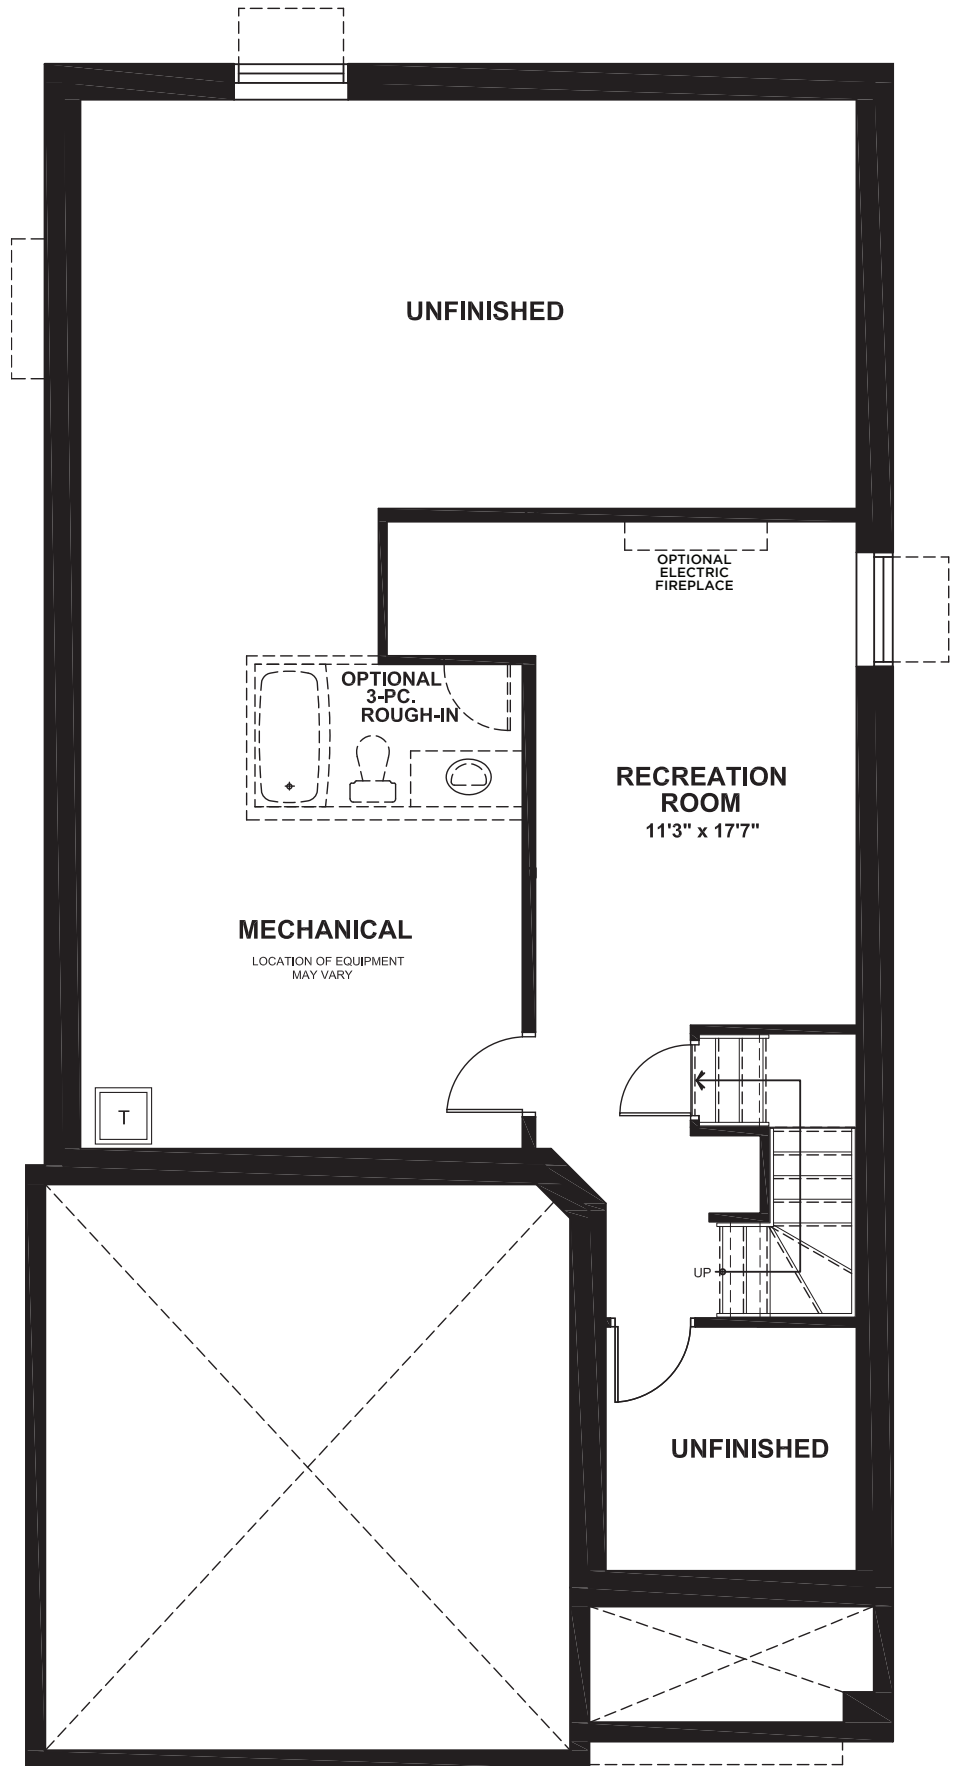 UNFINISHED
OPTIONAL
ELECTRIC
FIREPLACE
OPTIONAL
3-PC.
ROUGH-IN
RECREATION
ROOM
11'3" x 17'7"
MECHANICAL
LOCATION OF EQUIPMENT
MAY VARY
T
UP
UNFINISHED